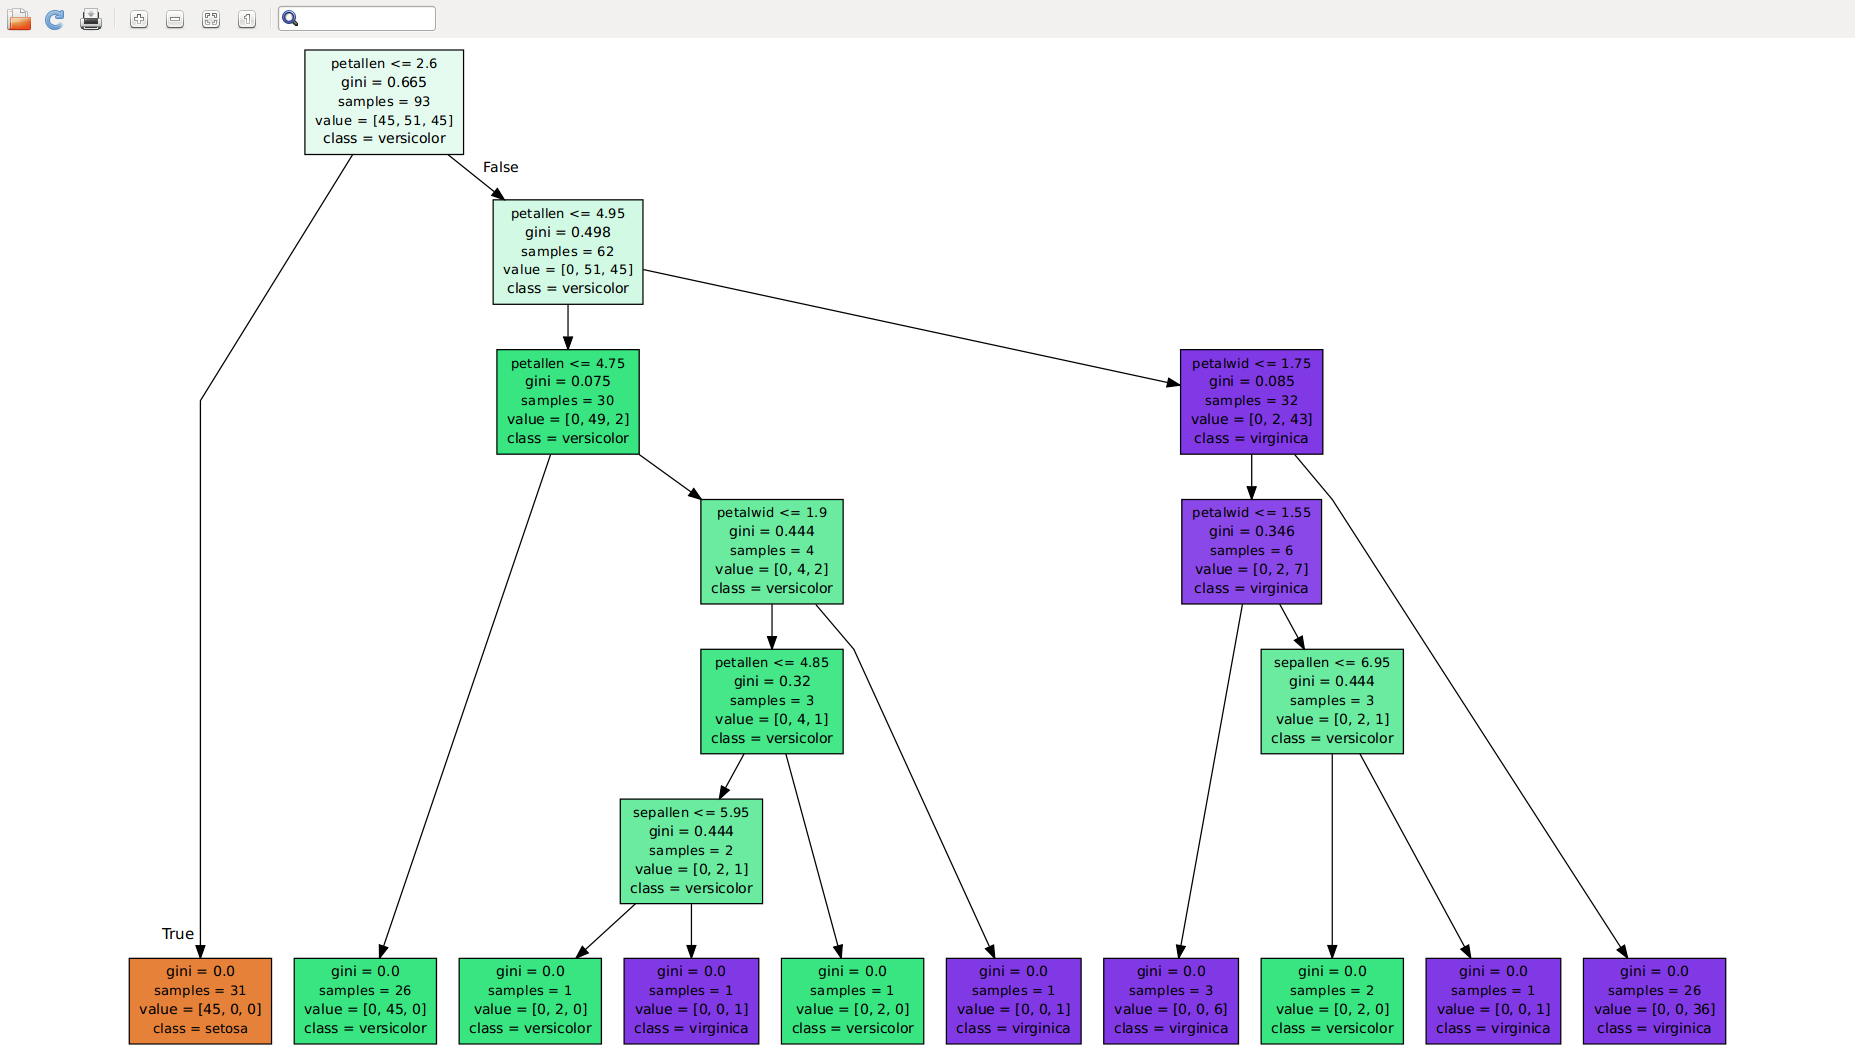 petallen <= 2.6
gini = 0.665
samples = 93
value = [45, 51, 45]
class = versicolor
False
petallen <= 4.95
gini = 0.498
samples = 62
value = [0, 51, 45]
class = versicolor
petallen <= 4.75
gini = 0.075
samples = 30
value = [0, 49, 2]
class = versicolor
petalwid <= 1.75
gini = 0.085
samples = 32
value = [0, 2, 43]
class = virginica
petalwid <= 1.9
gini = 0.444
samples = 4
value = [0, 4, 2]
class = versicolor
petalwid <= 1.55
gini = 0.346
samples = 6
value = [0, 2, 7]
class = virginica
petallen <= 4.85
gini = 0.32
samples = 3
value = [0, 4, 1]
class = versicolor
sepallen <= 6.95
gini = 0.444
samples = 3
value = [0, 2, 1]
class = versicolor
sepallen <= 5.95
gini = 0.444
samples = 2
value = [0, 2, 1]
class = versicolor
True
gini = 0.0
samples = 31
value = [45, 0, 0]
class = setosa
gini = 0.0
samples = 26
value = [0, 45, 0]
class = versicolor
gini = 0.0
samples = 1
value = [0, 2, 0]
class = versicolor
gini = 0.0
samples = 1
value = [0, 0, 1]
class = virginica
gini = 0.0
samples = 1
value = [0, 2, 0]
class = versicolor
gini = 0.0
samples = 1
value = [0, 0, 1]
class = virginica
gini = 0.0
samples = 3
value = [0, 0, 6]
class = virginica
gini = 0.0
samples = 2
value = [0, 2, 0]
class = versicolor
gini = 0.0
samples = 1
value = [0, 0, 1]
class = virginica
gini = 0.0
samples = 26
value = [0, 0, 36]
class = virginica